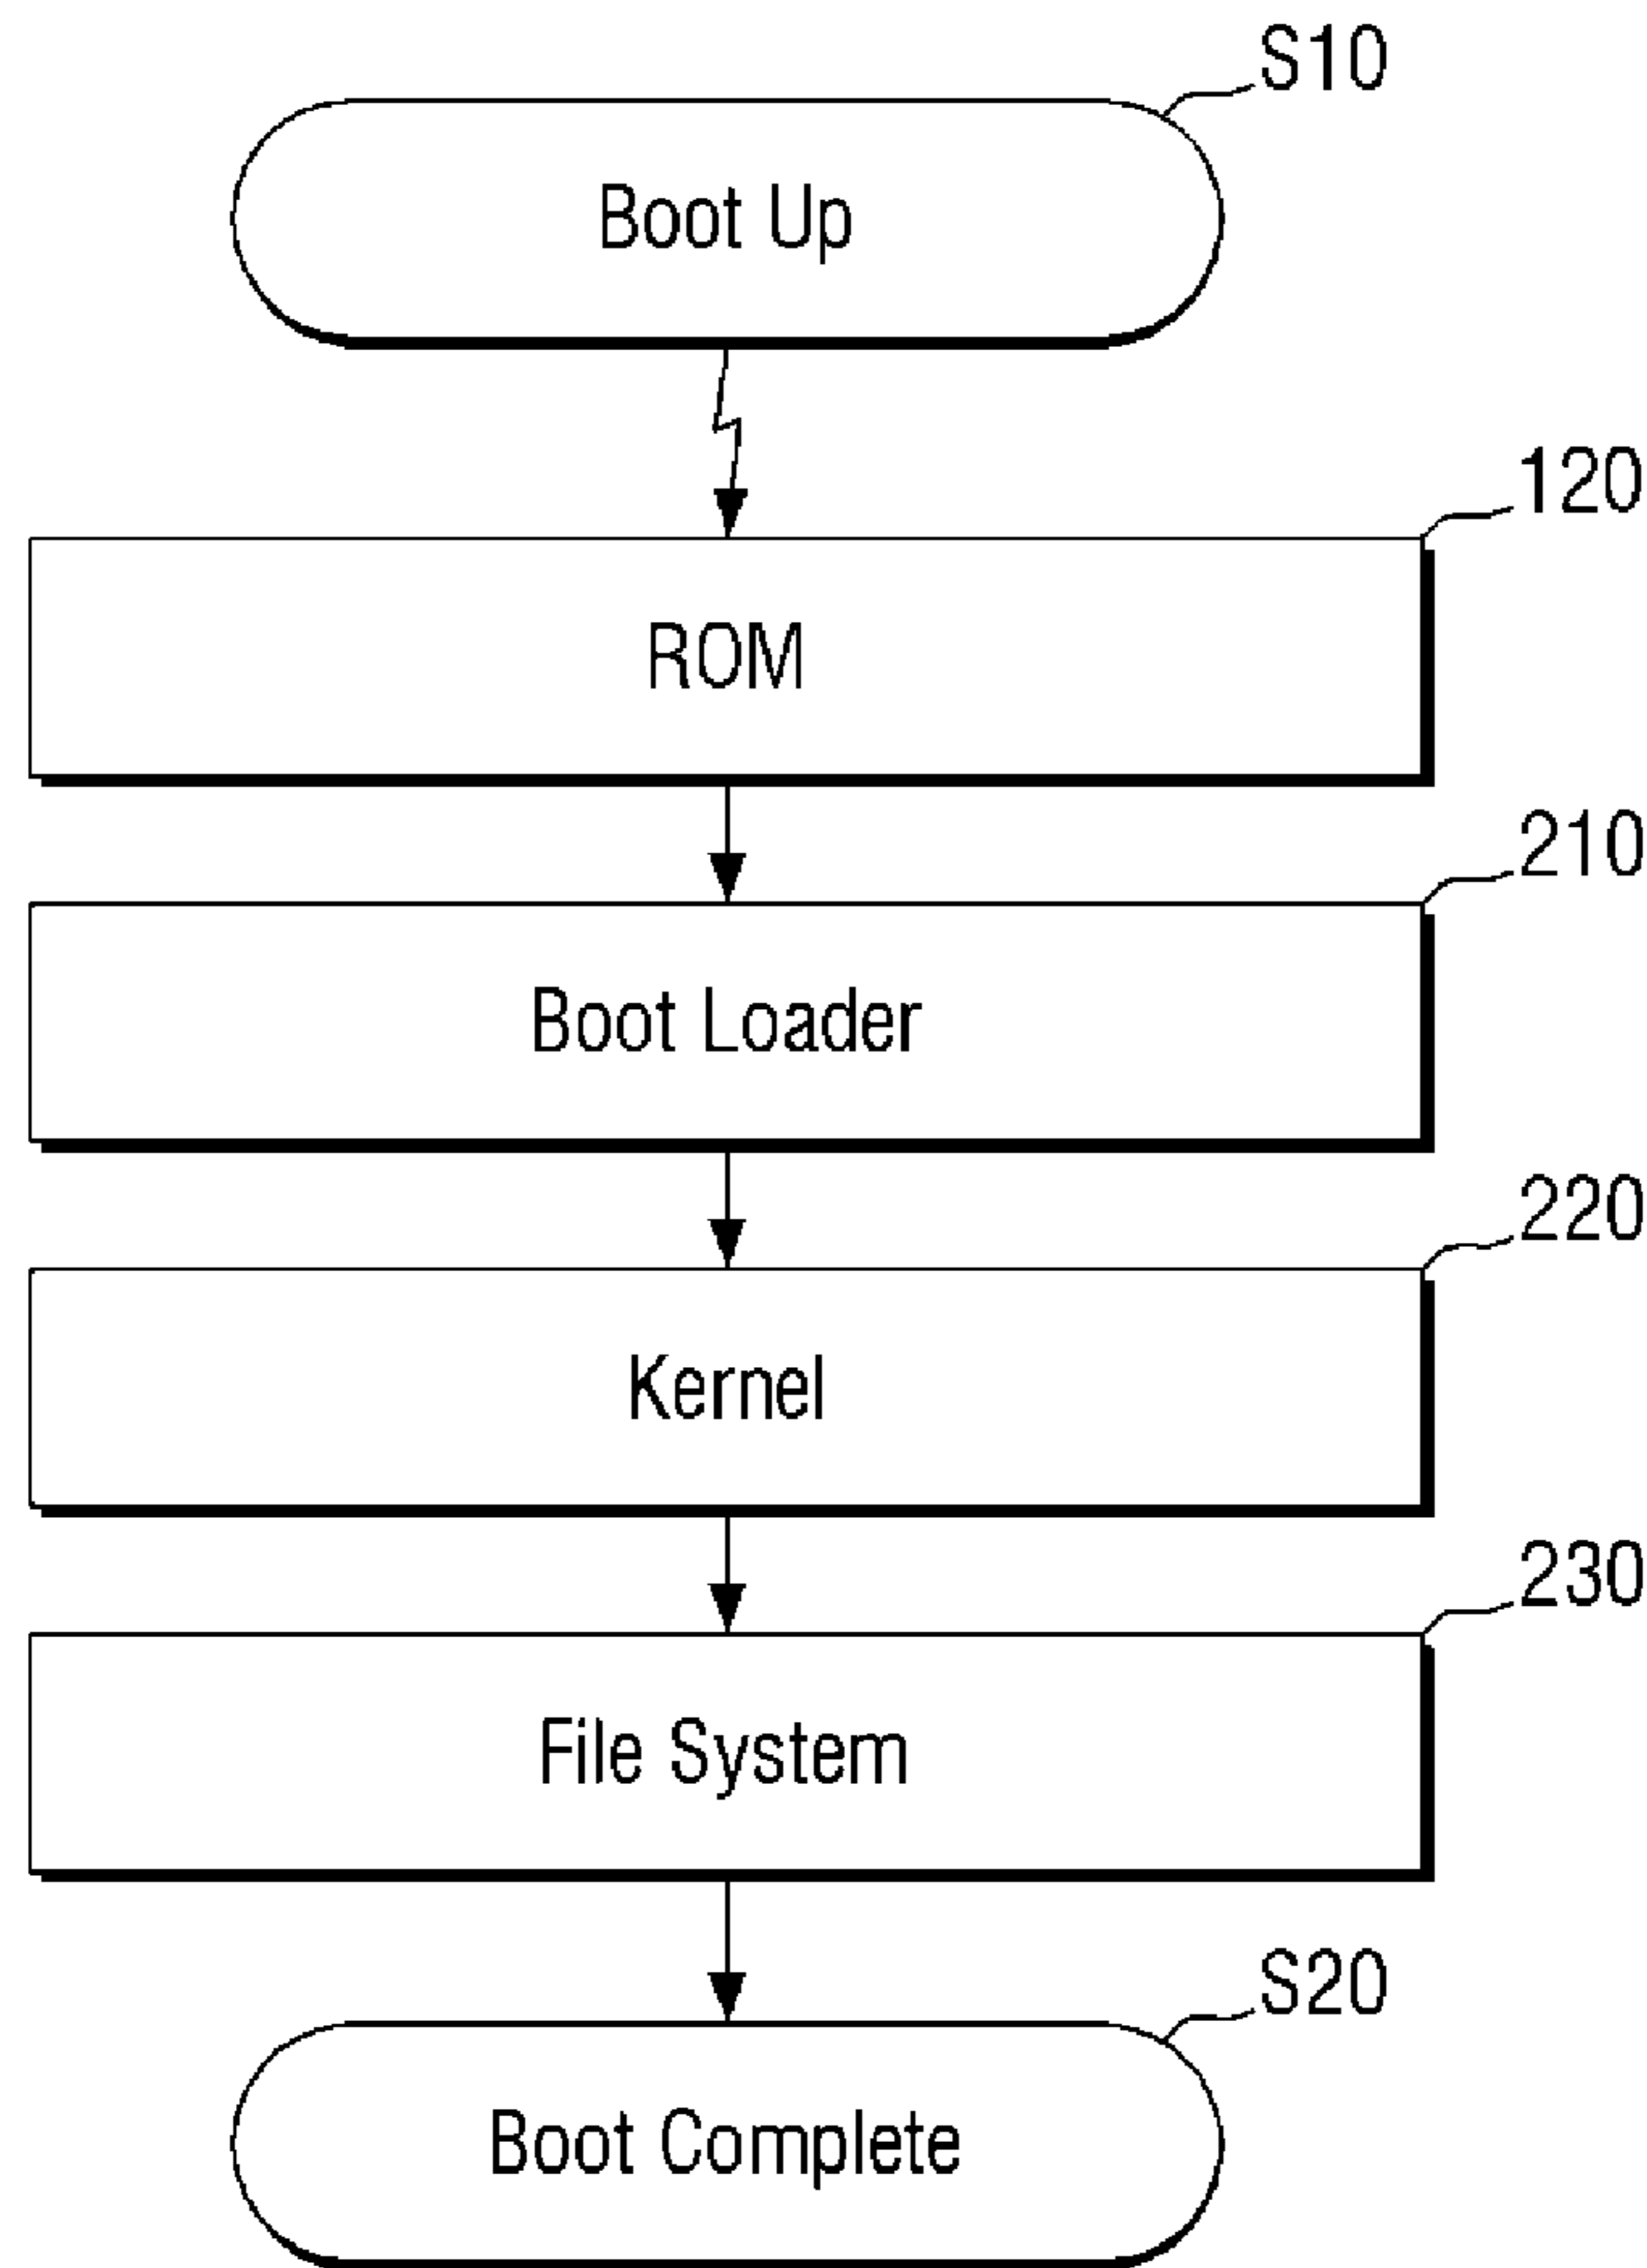 S10
Boot Up
120
ROM
210
Boot Loader
220
Kernel
230
File System
S20
Boot Complete